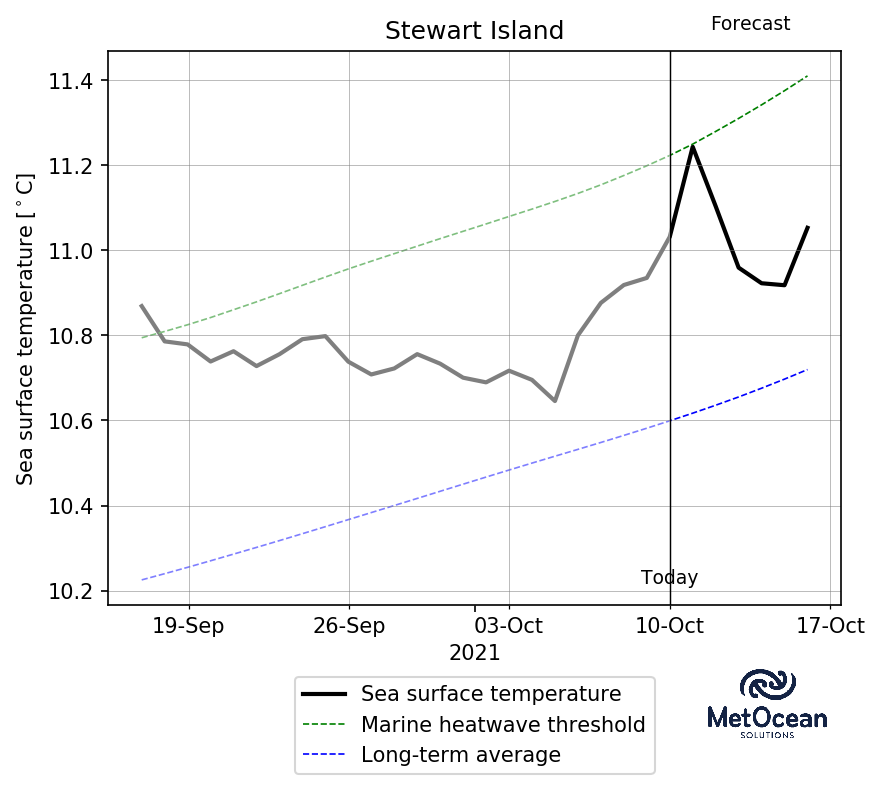 Stewart Island
Forecast
Sea surface temperature [°C]
11.4
11.2
11.0
10.8
10.6
10.4
10.2
Today
19-Sep 26-Sep 03-Oct 10-Oct 17-Oct
2021
Sea surface temperature
Marine heatwave threshold
Long-term average
MetOcean
SOLUTIONS